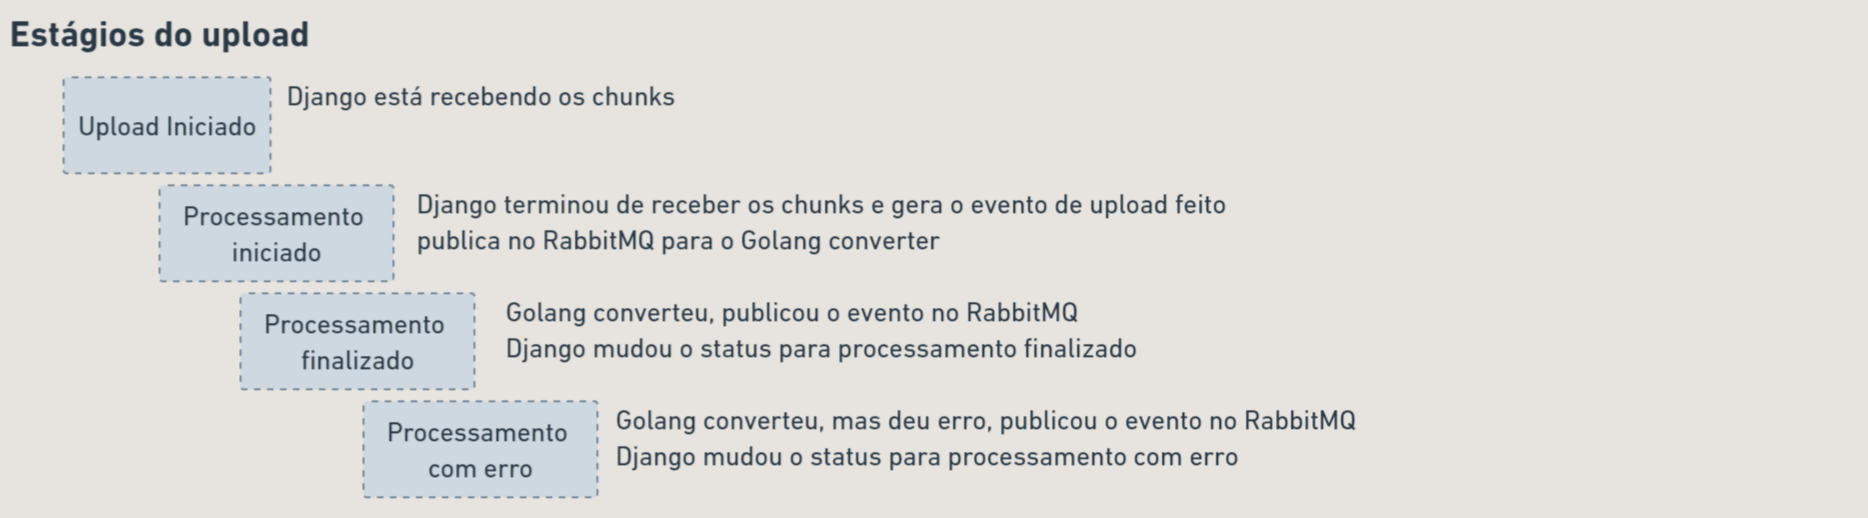 Estágios do upload
Upload Iniciado
Django está recebendo os chunks
Processamento
iniciado
Django terminou de receber os chunks e gera o evento de upload feito
publica no RabbitMQ para o Golang converter
Processamento
finalizado
Golang converteu, publicou o evento no RabbitMQ
Django mudou o status para processamento finalizado
Processamento
com erro
Golang converteu, mas deu erro, publicou o evento no RabbitMQ
Django mudou o status para processamento com erro